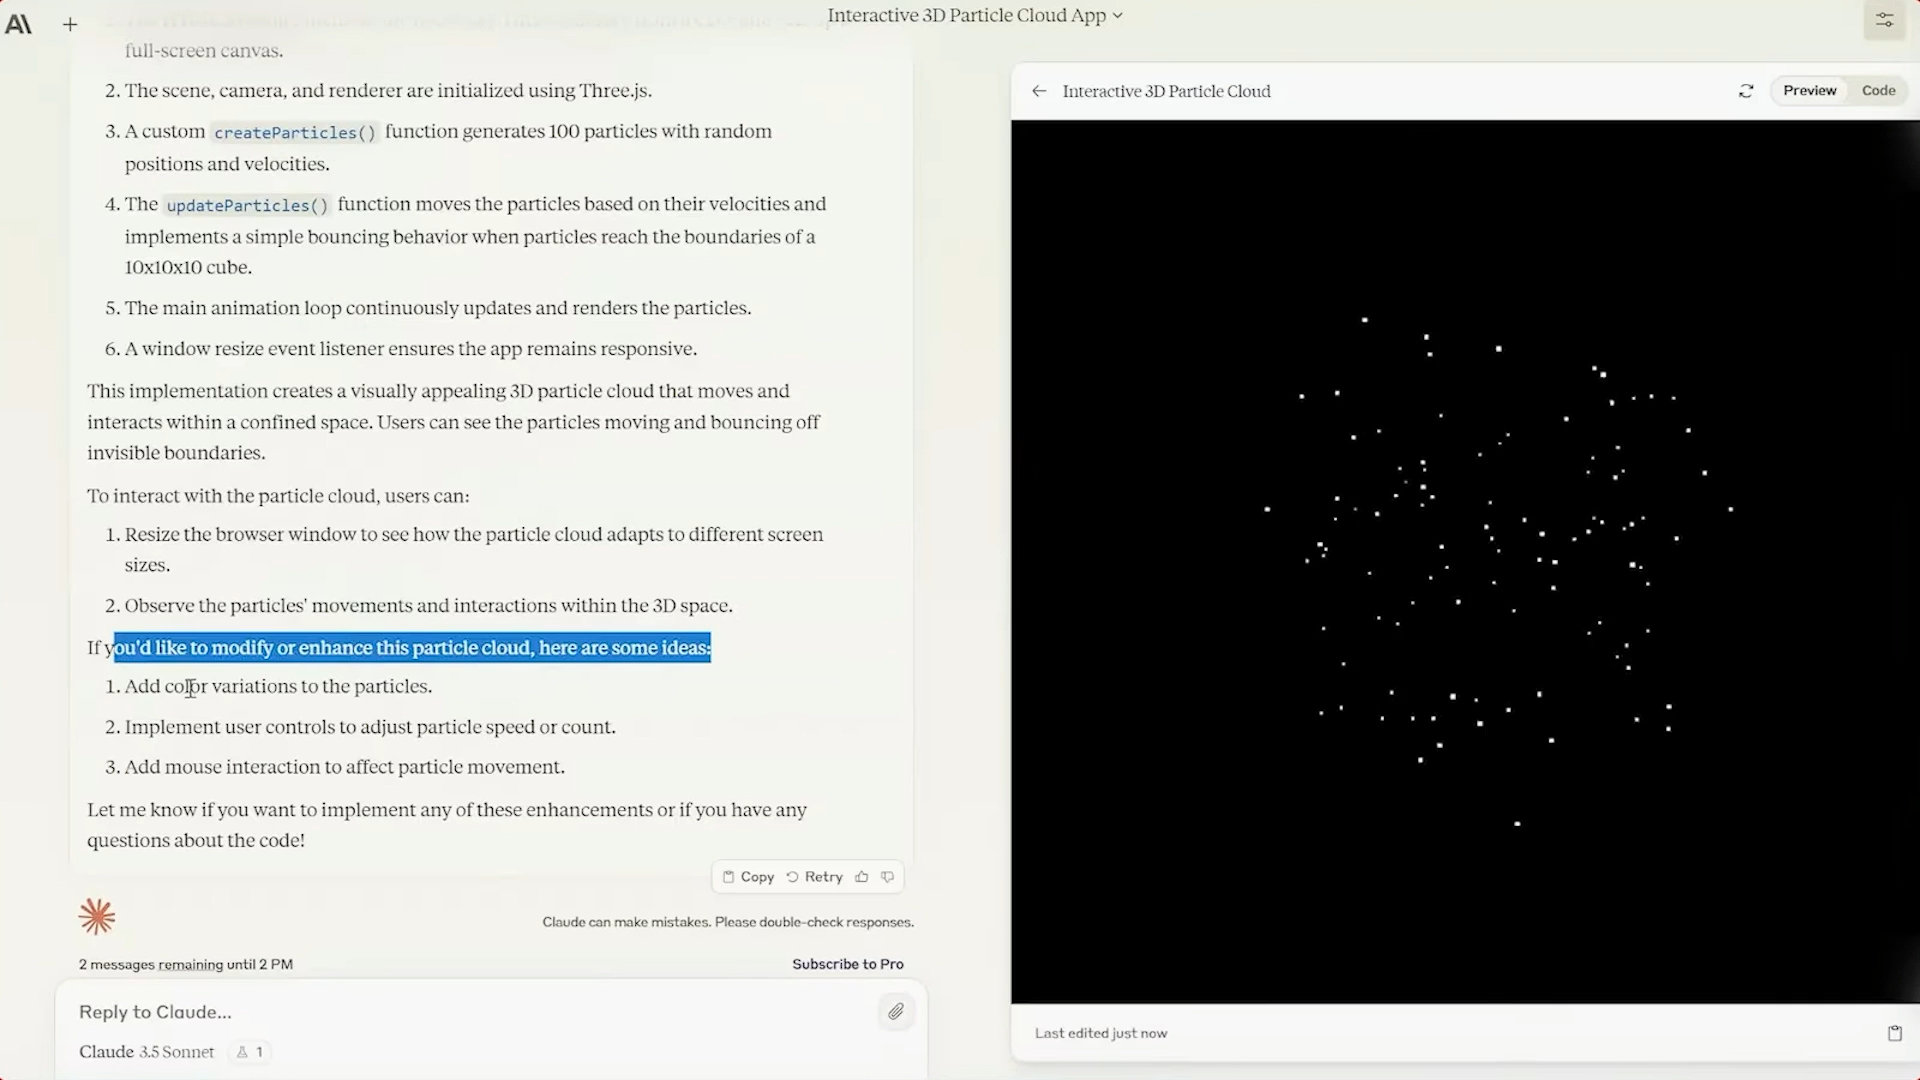 Interactive 3D Particle Cloud App
full-screen canvas.
2. The scene, camera, and renderer are initialized using Three.js.
3. A custom createParticles() function generates 100 particles with random
positions and velocities.
4. The updateParticles() function moves the particles based on their velocities and
implements a simple bouncing behavior when particles reach the boundaries of a
10x10x10 cube.
5. The main animation loop continuously updates and renders the particles.
6. A window resize event listener ensures the app remains responsive.
This implementation creates a visually appealing 3D particle cloud that moves and
interacts within a confined space. Users can see the particles moving and bouncing off
invisible boundaries.
To interact with the particle cloud, users can:
1. Resize the browser window to see how the particle cloud adapts to different screen
sizes.
2. Observe the particles' movements and interactions within the 3D space.
If you'd like to modify or enhance this particle cloud, here are some ideas:
1. Add color variations to the particles.
2. Implement user controls to adjust particle speed or count.
3. Add mouse interaction to affect particle movement.
Let me know if you want to implement any of these enhancements or if you have any
questions about the code!
Copy Retry
Claude can make mistakes. Please double-check responses.
2 messages remaining until 2 PM Subscribe to Pro
Reply to Claude...
Claude 3.5 Sonnet 1
Interactive 3D Particle Cloud Preview Code
Last edited just now